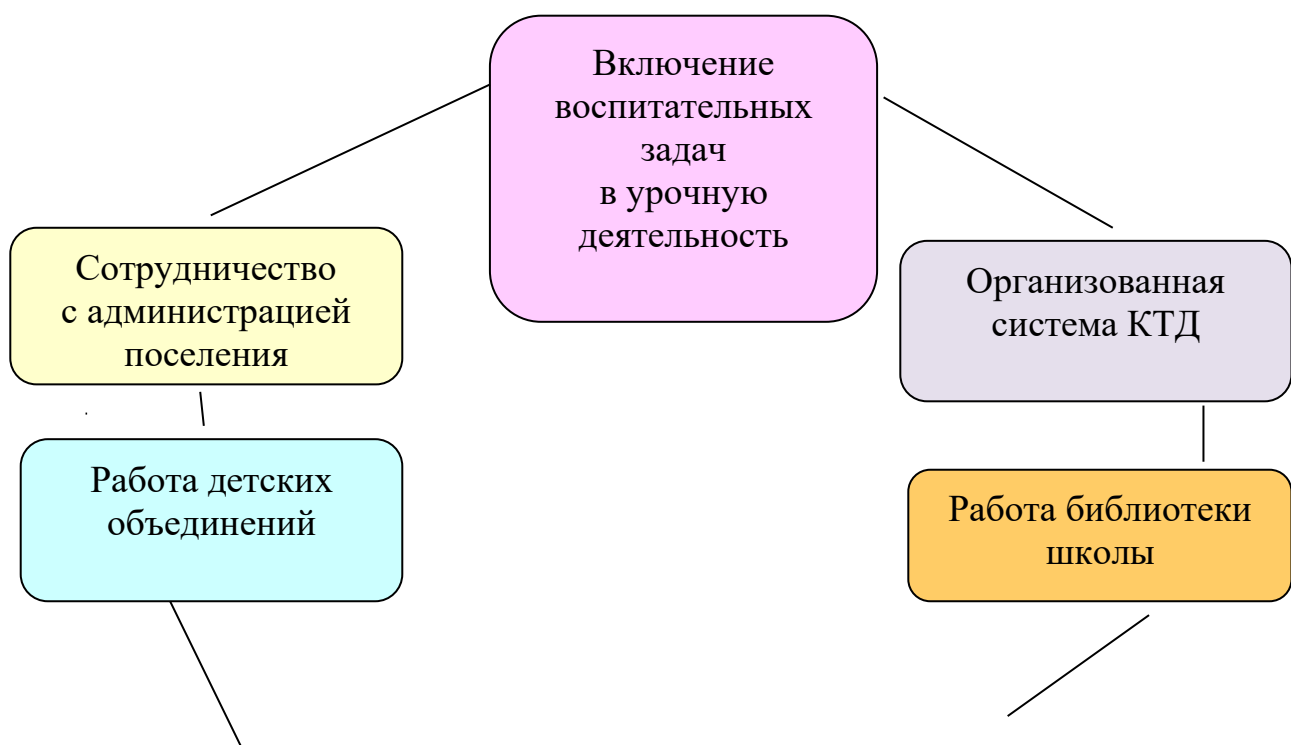 Включение
воспитательных
задач
в урочную
деятельность
Сотрудничество
с администрацией
поселения
Организованная
система КТД
Работа детских
объединений
Работа библиотеки
школы